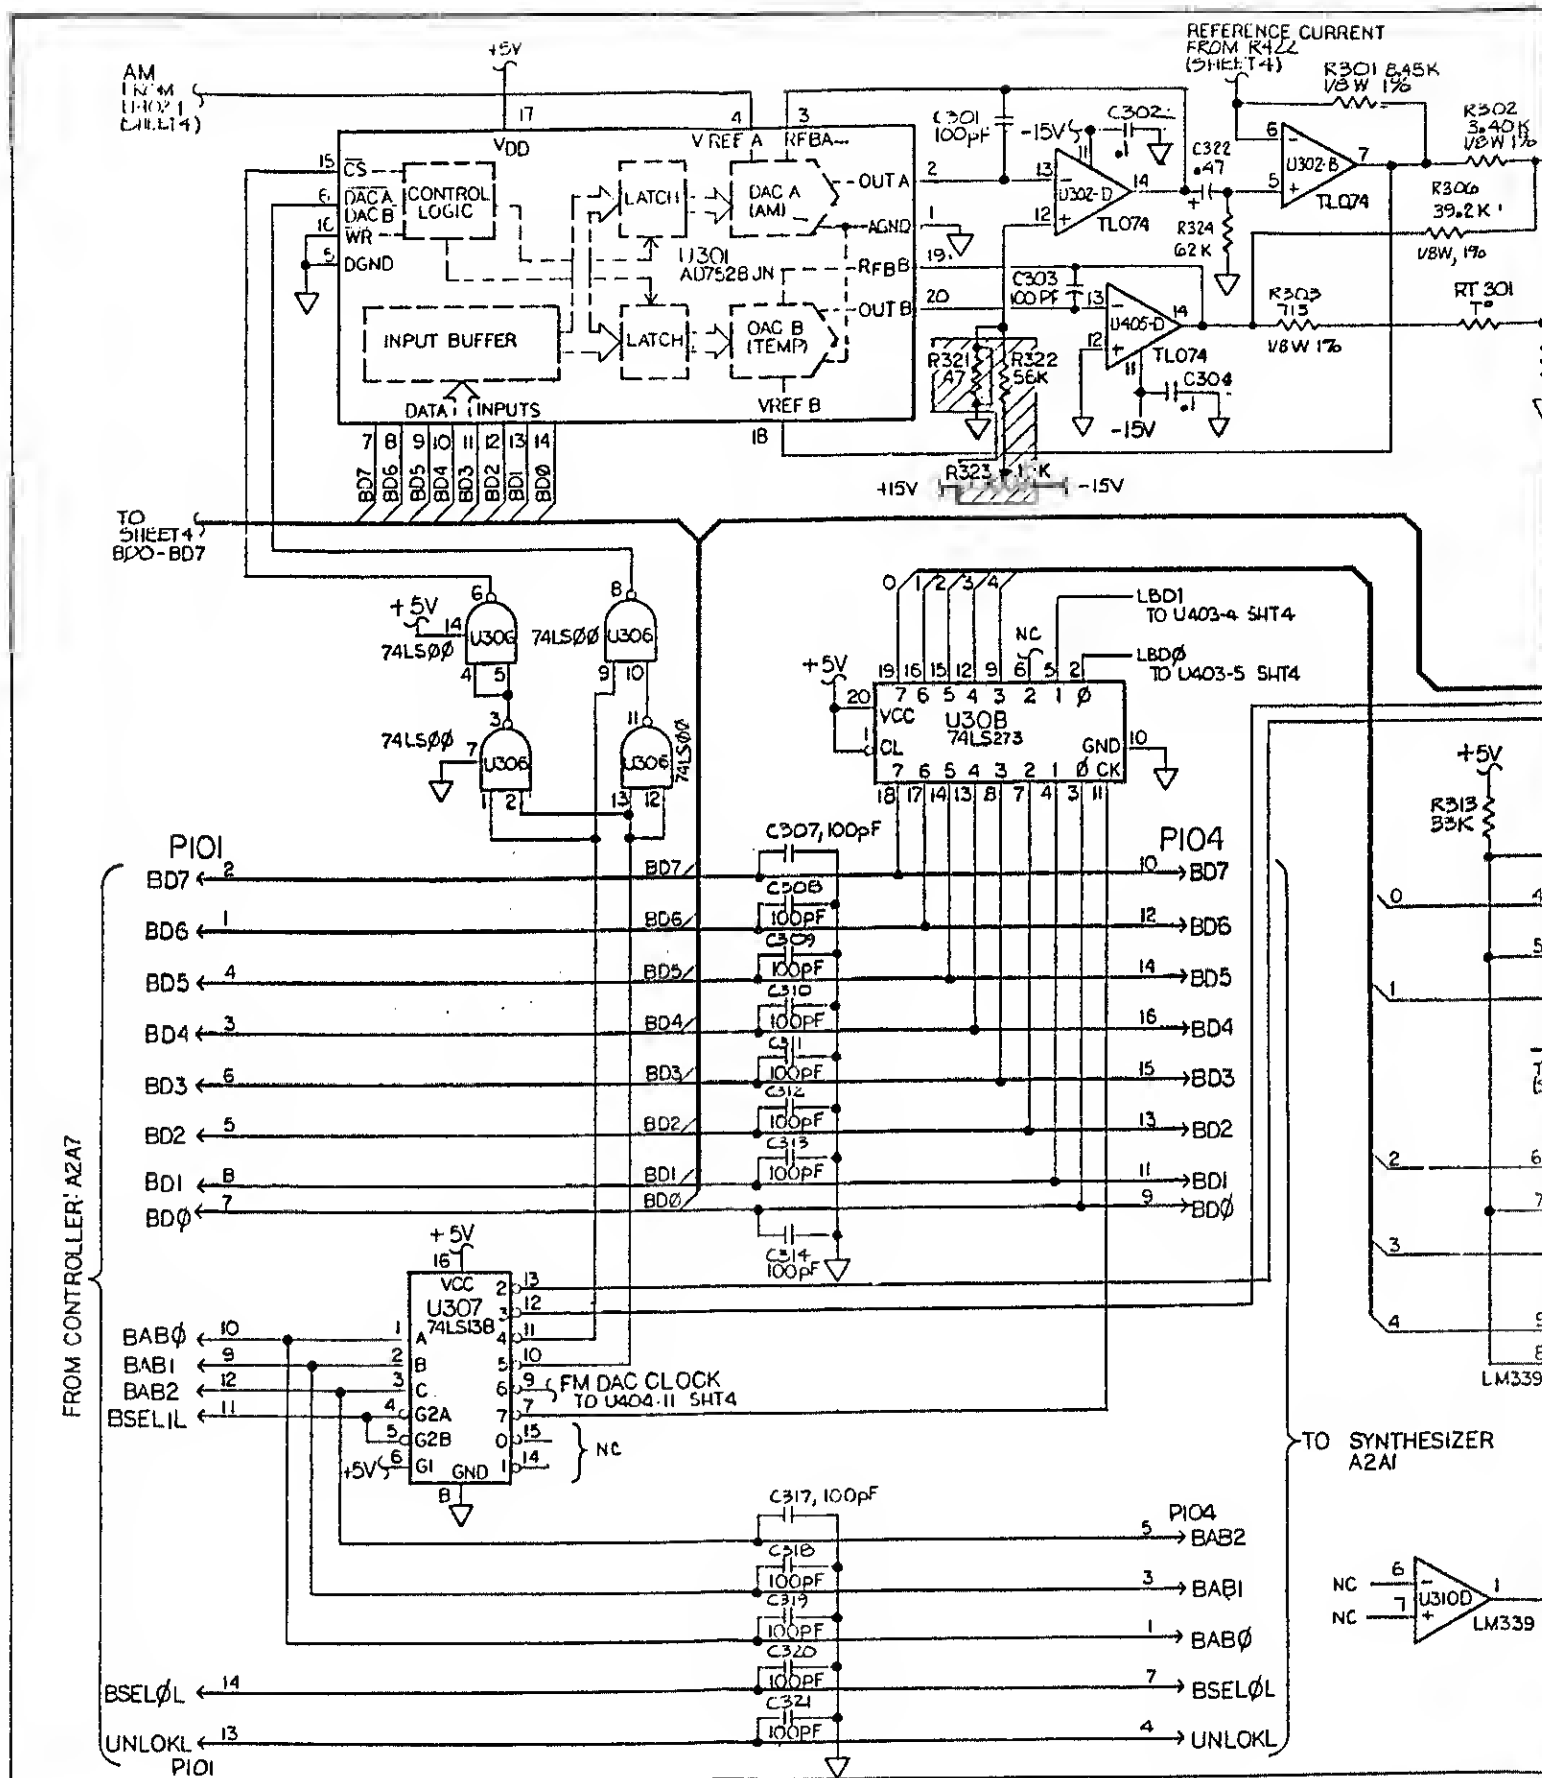 REFERENCE CURRENT
FROM R422
(SHEET4)
AM
FROM
SHEET4)
+5V
17
VDD
4
3
VREF A
RFBA
15
CS
6
DAC A
DAC B
16
WR
5
DGND
CONTROL
LOGIC
LATCH
DAC A
(AM)
OUT A
2
AGND
1
U301
AD7528JN
RFB B
19
OUT B
20
INPUT BUFFER
LATCH
DAC B
(TEMP)
DATA INPUTS
VREF B
18
7 8 9 10 11 12 13 14
BD7 BD6 BD5 BD4 BD3 BD2 BD1 BDØ
C301
100pF
-15V
C302
.1
11
13
12
U302-D
14
TL074
C322
.47
R324
62K
R301 8.45K
1/8W 1%
6
5
U302-B
7
TL074
R302
3.40K
1/8W 1%
R306
39.2K
1/8W, 1%
C303
100PF
13
12
U405-D
14
TL074
11
C304
.1
-15V
R303
713
1/8W 1%
RT 301
T°
R321
47
R322
56K
R323
+15V
-15V
TO
SHEET4
BD0-BD7
6
+5V
14
U306
74LSØØ
4 5
8
74LSØØ
U306
9 10
3
74LSØØ
7
U306
1 2
11
U306
74LSØØ
13 12
0 1 2 3 4
LBD1
TO U403-4 SHT4
NC
LBDØ
TO U403-5 SHT4
+5V
19 16 15 12 9 6 5 2
20
7 6 5 4 3 2 1 Ø
VCC
U308
74LS273
1
CL
GND
10
7 6 5 4 3 2 1 Ø CK
18 17 14 13 8 7 4 3 11
+5V
R313
33K
P101
C307, 100pF
P104
BD7
2
BD7
10
BD7
C308
100pF
BD6
1
BD6
12
BD6
C309
100pF
BD5
4
BD5
14
BD5
C310
100pF
BD4
3
BD4
16
BD4
C311
100pF
BD3
6
BD3
15
BD3
C312
100pF
BD2
5
BD2
13
BD2
C313
100pF
BD1
8
BD1
11
BD1
BDØ
7
BDØ
9
BDØ
C314
100pF
0
4
5
1
2
6
7
3
4
9
8
LM339
FROM CONTROLLER A2A7
+5V
16
VCC
U307
74LS138
2 13
3 12
BABØ
10
1
A
4 11
BAB1
9
2
B
5 10
BAB2
12
3
C
6 9
FM DAC CLOCK
TO U404-11 SHT4
BSEL1L
11
4
G2A
7 7
5
G2B
0 15
+5V
6
G1
GND
1 14
NC
8
TO SYNTHESIZER
A2A1
C317, 100pF
P104
5
BAB2
C318
100pF
3
BAB1
C319
100pF
1
BABØ
C320
100pF
BSELØL
14
7
BSELØL
C321
100pF
UNLOKL
13
4
UNLOKL
P101
NC
6
NC
7
U310D
1
LM339